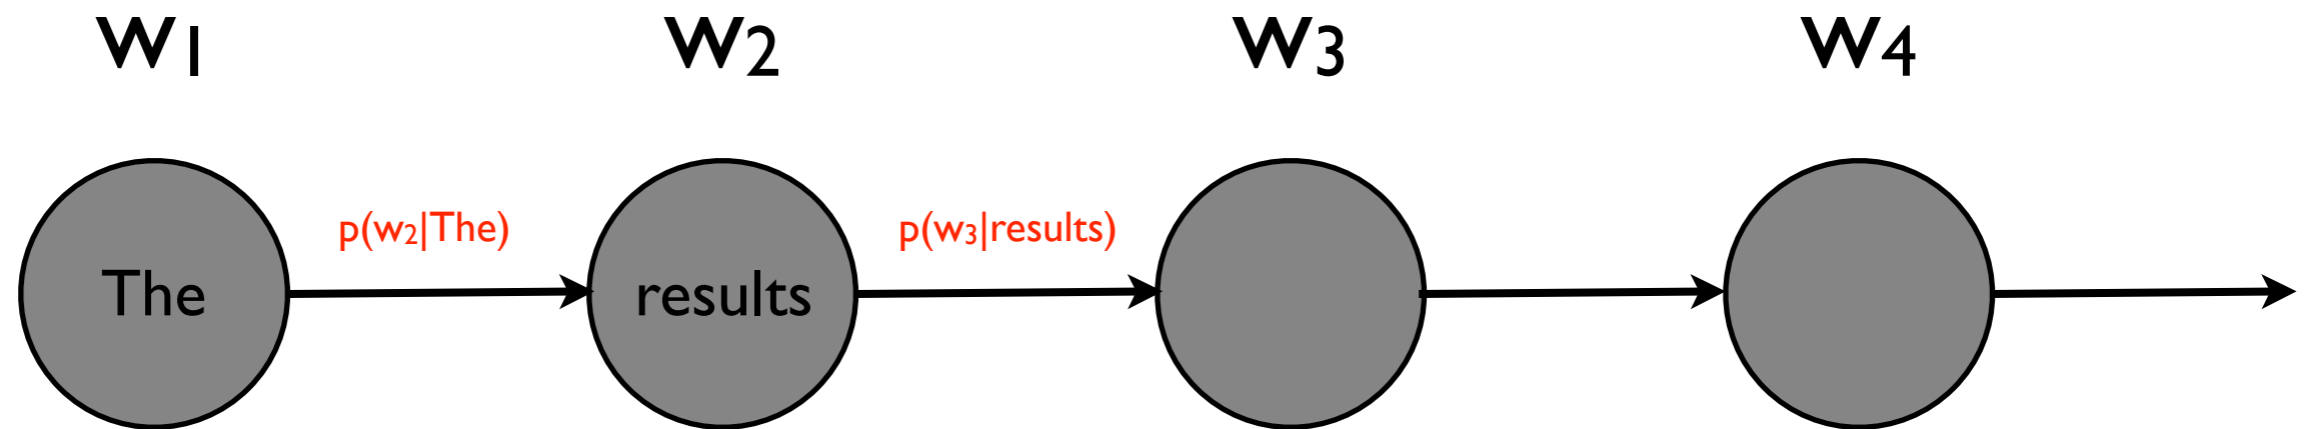 w1 w2 w3 w4
p(w2|The) p(w3|results)
The results